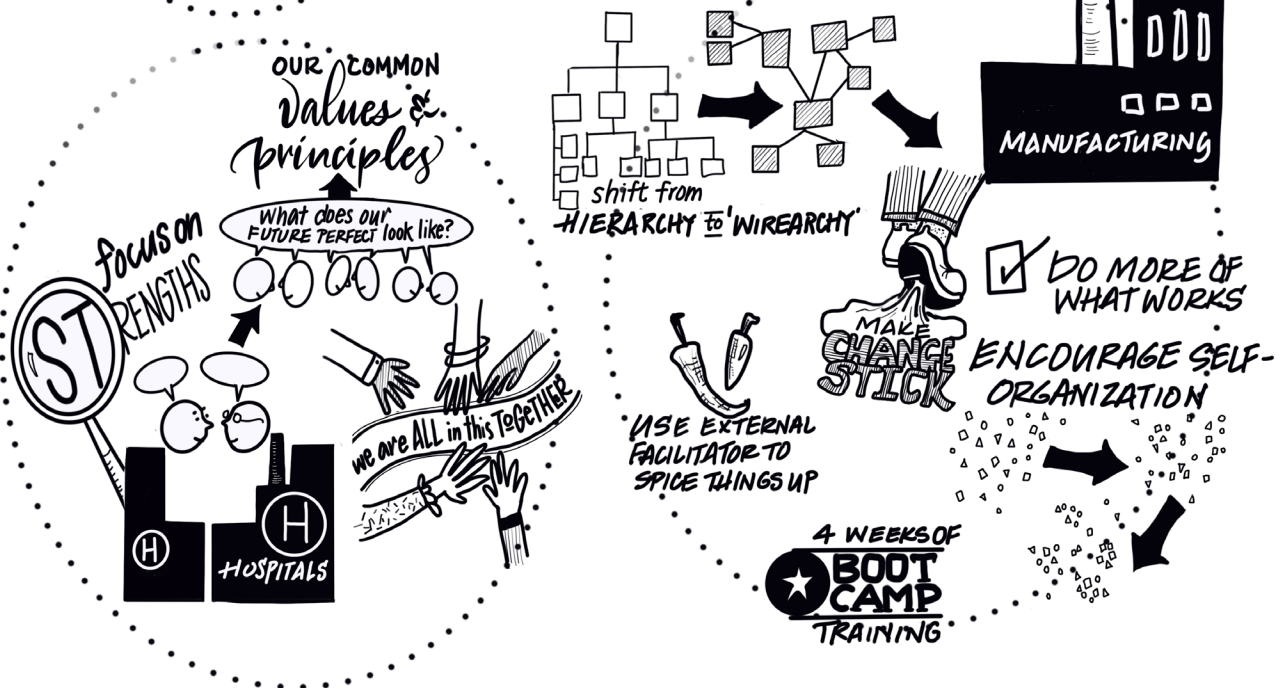 OUR COMMON
values &
principles
What does our
FUTURE PERFECT look like?
focus on
STRENGTHS
we are ALL in this TOGETHER
H
H
HOSPITALS
shift from
HIERARCHY to 'WIREARCHY'
MANUFACTURING
MAKE
CHANGE
STICK
DO MORE OF
WHAT WORKS
ENCOURAGE SELF-
ORGANIZATION
USE EXTERNAL
FACILITATOR TO
SPICE THINGS UP
4 WEEKS OF
BOOT
CAMP
TRAINING